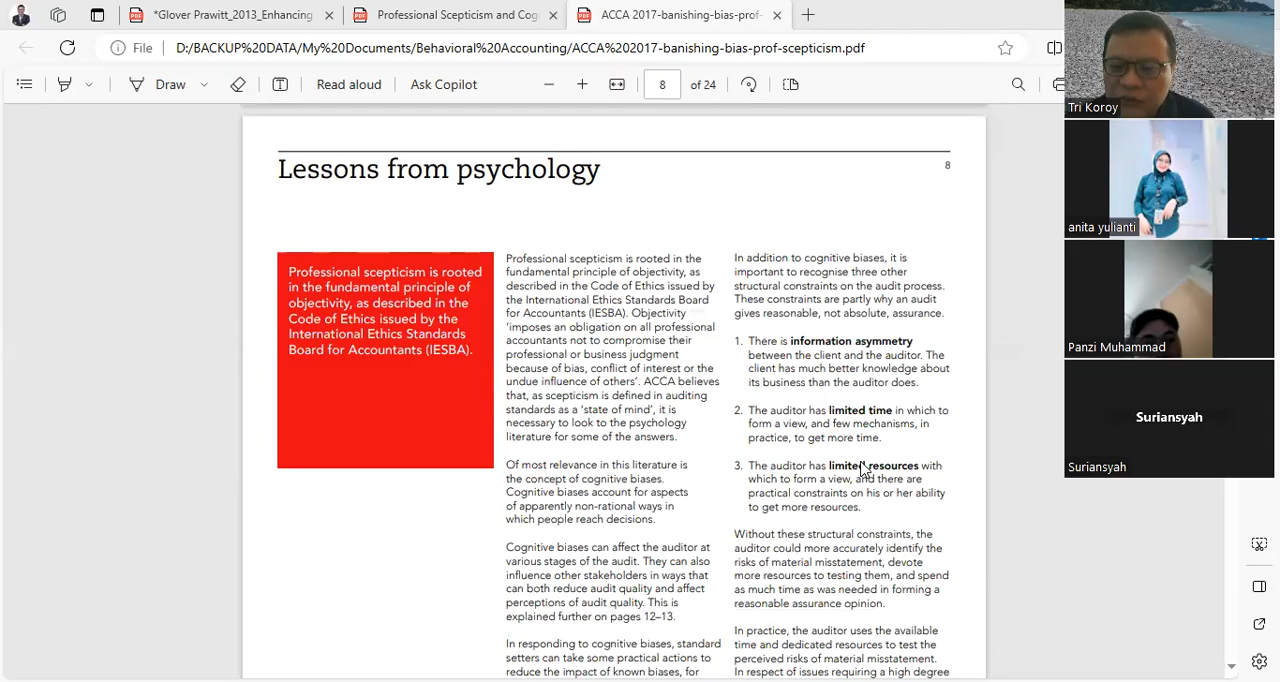 *Glover Prawitt_2013_Enhancing
Professional Scepticism and Cog
ACCA 2017-banishing-bias-prof-
File
D:/BACKUP%20DATA/My%20Documents/Behavioral%20Accounting/ACCA%202017-banishing-bias-prof-scepticism.pdf
Draw
Read aloud
Ask Copilot
8
of 24
Lessons from psychology
8
Professional scepticism is rooted
in the fundamental principle of
objectivity, as described in the
Code of Ethics issued by the
International Ethics Standards
Board for Accountants (IESBA).
Professional scepticism is rooted in the
fundamental principle of objectivity, as
described in the Code of Ethics issued by
the International Ethics Standards Board
for Accountants (IESBA). Objectivity
‘imposes an obligation on all professional
accountants not to compromise their
professional or business judgment
because of bias, conflict of interest or the
undue influence of others’. ACCA believes
that, as scepticism is defined in auditing
standards as a ‘state of mind’, it is
necessary to look to the psychology
literature for some of the answers.
Of most relevance in this literature is
the concept of cognitive biases.
Cognitive biases account for aspects
of apparently non-rational ways in
which people reach decisions.
Cognitive biases can affect the auditor at
various stages of the audit. They can also
influence other stakeholders in ways that
can both reduce audit quality and affect
perceptions of audit quality. This is
explained further on pages 12–13.
In responding to cognitive biases, standard
setters can take some practical actions to
reduce the impact of known biases, for
In addition to cognitive biases, it is
important to recognise three other
structural constraints on the audit process.
These constraints are partly why an audit
gives reasonable, not absolute, assurance.
1. There is information asymmetry
between the client and the auditor. The
client has much better knowledge about
its business than the auditor does.
2. The auditor has limited time in which to
form a view, and few mechanisms, in
practice, to get more time.
3. The auditor has limited resources with
which to form a view, and there are
practical constraints on his or her ability
to get more resources.
Without these structural constraints, the
auditor could more accurately identify the
risks of material misstatement, devote
more resources to testing them, and spend
as much time as was needed in forming a
reasonable assurance opinion.
In practice, the auditor uses the available
time and dedicated resources to test the
perceived risks of material misstatement.
In respect of issues requiring a high degree
Tri Koroy
anita yulianti
Panzi Muhammad
Suriansyah
Suriansyah